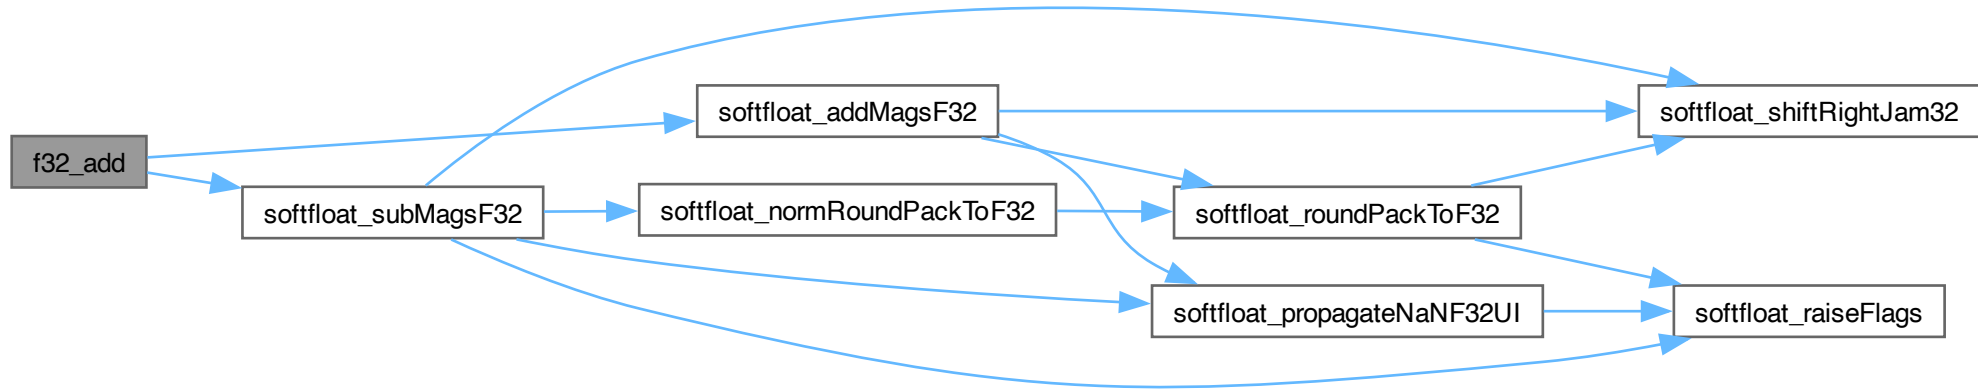 f32_add
softfloat_subMagsF32
softfloat_addMagsF32
softfloat_normRoundPackToF32
softfloat_roundPackToF32
softfloat_propagateNaNF32UI
softfloat_shiftRightJam32
softfloat_raiseFlags